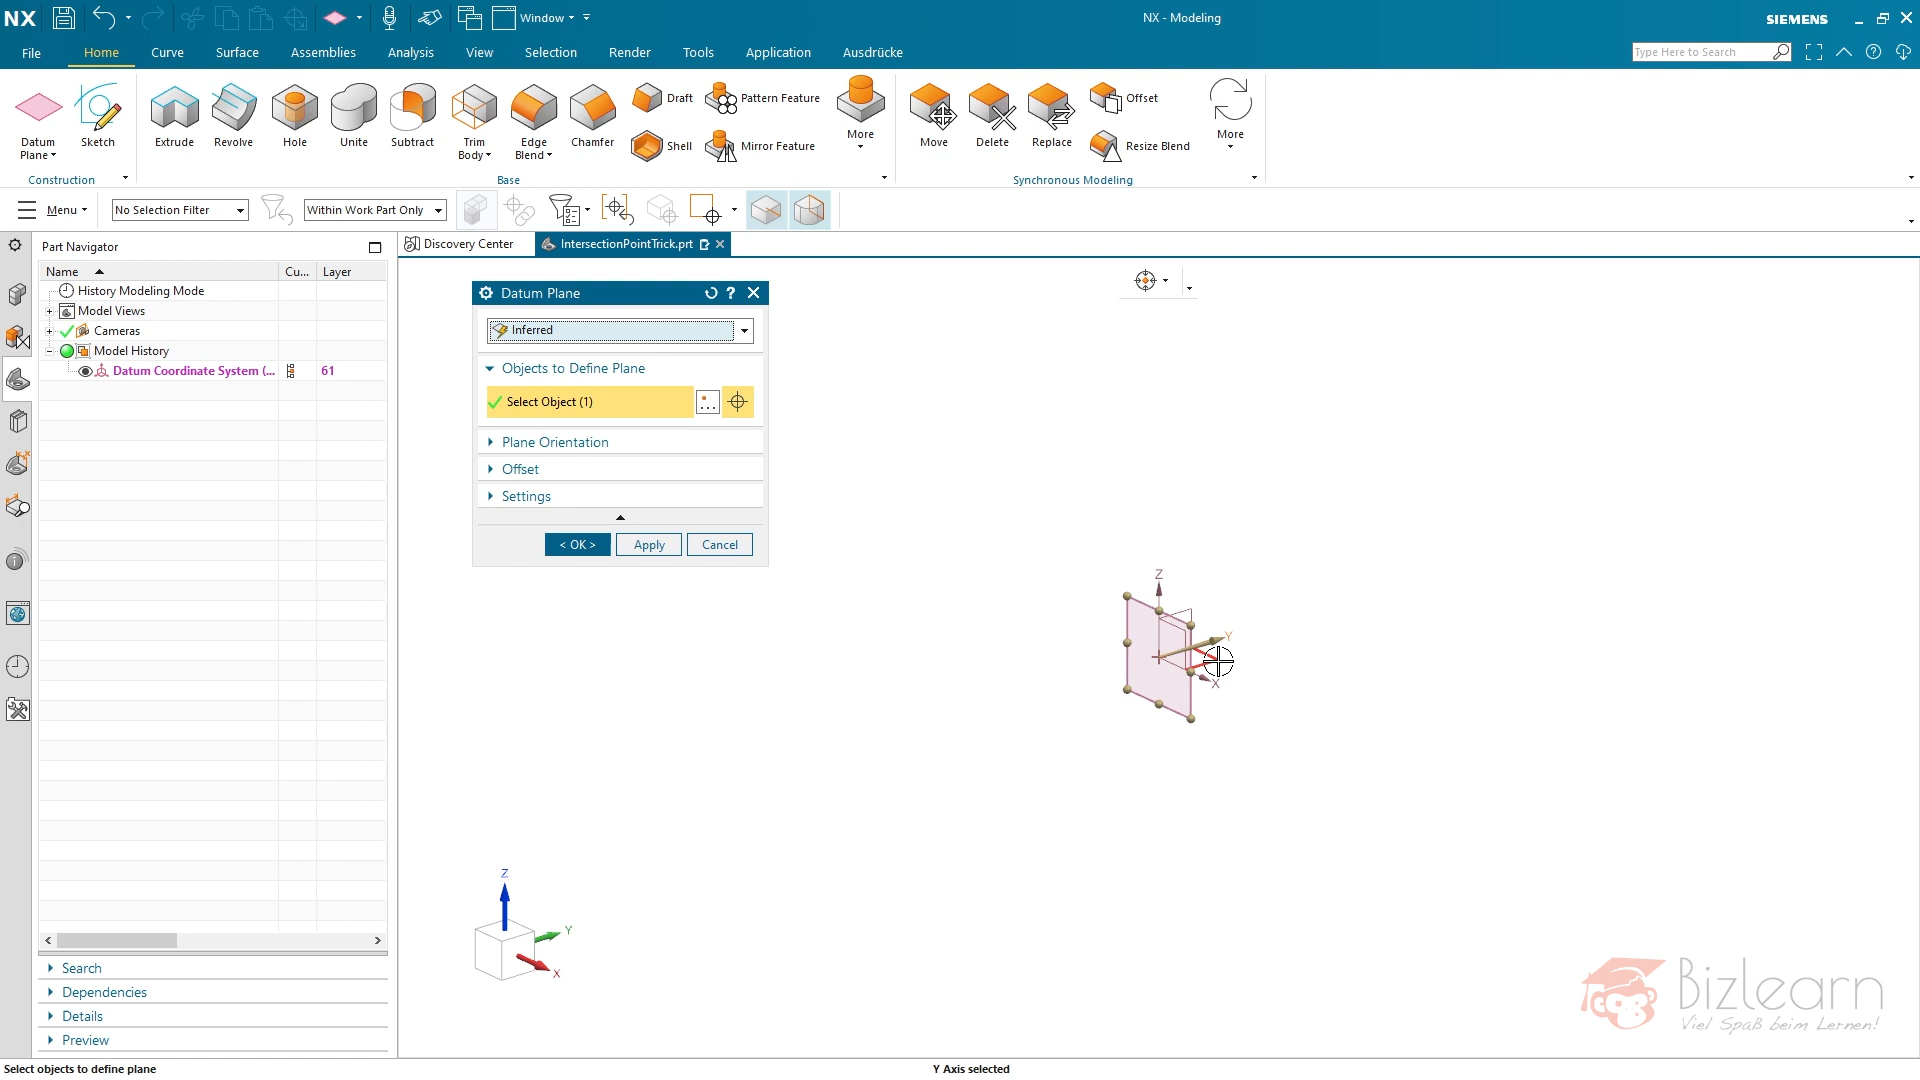 NX
Window
NX - Modeling
SIEMENS
File
Home
Curve
Surface
Assemblies
Analysis
View
Selection
Render
Tools
Application
Ausdrücke
Type Here to Search
Datum
Plane
Sketch
Extrude
Revolve
Hole
Unite
Subtract
Trim
Body
Edge
Blend
Chamfer
Draft
Shell
Pattern Feature
Mirror Feature
More
Move
Delete
Replace
Offset
Resize Blend
More
Construction
Base
Synchronous Modeling
Menu
No Selection Filter
Within Work Part Only
Part Navigator
Discovery Center
IntersectionPointTrick.prt
Name
Cu...
Layer
History Modeling Mode
Model Views
Cameras
Model History
Datum Coordinate System (...
61
Datum Plane
Inferred
Objects to Define Plane
Select Object (1)
Plane Orientation
Offset
Settings
< OK >
Apply
Cancel
Z
Y
X
Z
Y
X
Search
Dependencies
Details
Preview
Bizlearn
Viel Spaß beim Lernen!
Select objects to define plane
Y Axis selected